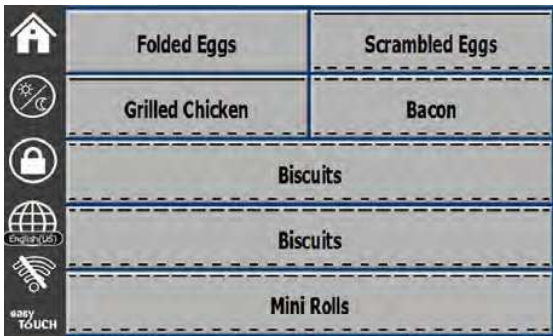 Folded Eggs
Scrambled Eggs
Grilled Chicken
Bacon
Biscuits
English(US)
Biscuits
Mini Rolls
easy
TOUCH